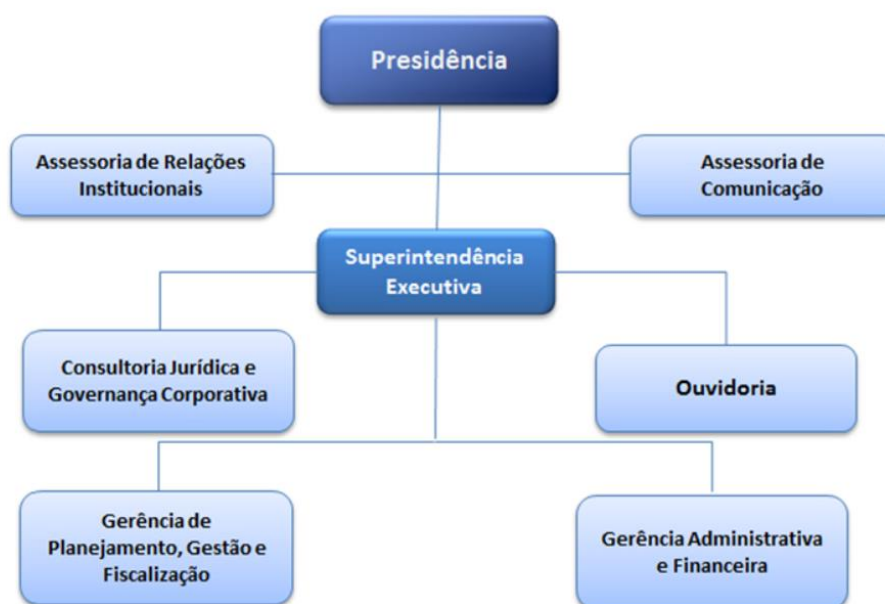 Presidência
Assessoria de Relações
Institucionais
Assessoria de
Comunicação
Superintendência
Executiva
Consultoria Jurídica e
Governança Corporativa
Ouvidoria
Gerência de
Planejamento, Gestão e
Fiscalização
Gerência Administrativa
e Financeira